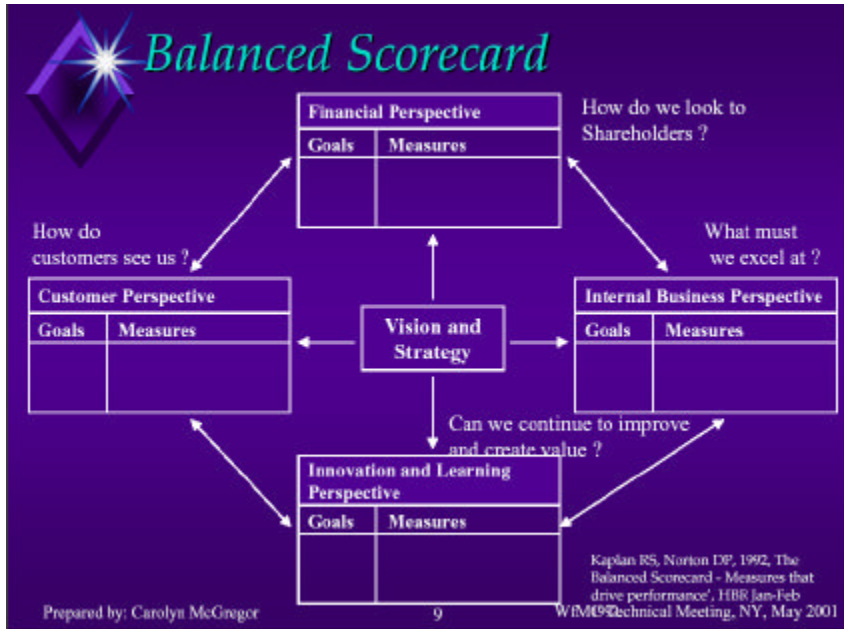 Balanced Scorecard
Financial Perspective
Goals Measures
How do we look to
Shareholders ?
How do
customers see us ?
What must
we excel at ?
Customer Perspective
Goals Measures
Vision and
Strategy
Internal Business Perspective
Goals Measures
Can we continue to improve
and create value ?
Innovation and Learning
Perspective
Goals Measures
Kaplan RS, Norton DP, 1992, The
Balanced Scorecard - Measures that
drive performance', HBR Jan-Feb
Prepared by: Carolyn McGregor
9
Technical Meeting, NY, May 2001